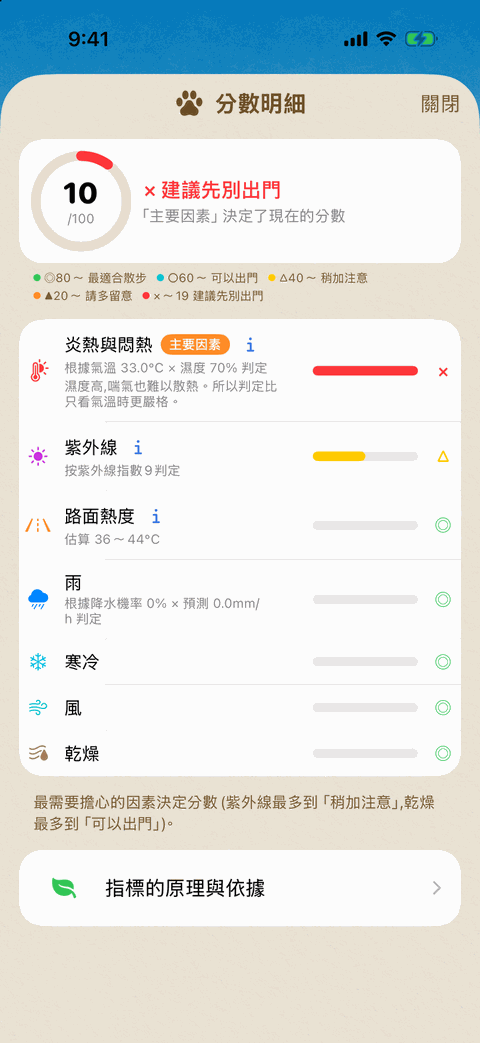 9:41
分數明細
關閉
10
/100
× 建議先別出門
「主要因素」決定了現在的分數
◎80～ 最適合散步 ○60～ 可以出門 △40～ 稍加注意
▲20～ 請多留意 ×～19 建議先別出門
炎熱與悶熱 主要因素 i
根據氣溫 33.0°C × 濕度 70% 判定
濕度高,喘氣也難以散熱。所以判定比
只看氣溫時更嚴格。
×
紫外線 i
按紫外線指數9判定
△
路面熱度 i
估算 36～44°C
◎
雨
根據降水機率 0% × 預測 0.0mm/
h 判定
◎
寒冷
◎
風
◎
乾燥
◎
最需要擔心的因素決定分數 (紫外線最多到「稍加注意」,乾燥
最多到「可以出門」)。
指標的原理與依據